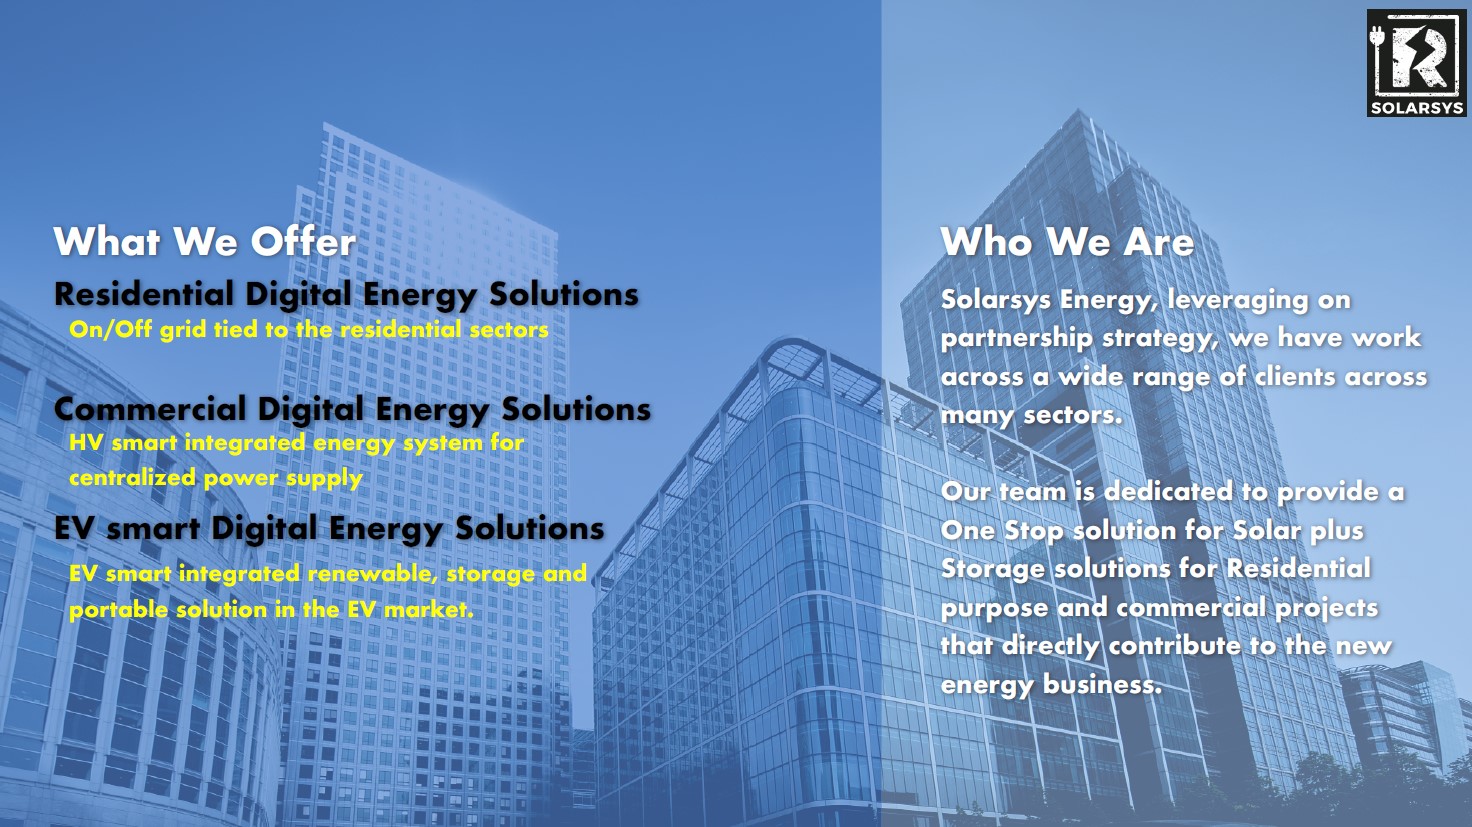 What We Offer
Residential Digital Energy Solutions
On/Off grid tied to the residential sectors
Commercial Digital Energy Solutions
HV smart integrated energy system for
centralized power supply
EV smart Digital Energy Solutions
EV smart integrated renewable, storage and
portable solution in the EV market.
Who We Are
Solarsys Energy, leveraging on
partnership strategy, we have work
across a wide range of clients across
many sectors.
Our team is dedicated to provide a
One Stop solution for Solar plus
Storage solutions for Residential
purpose and commercial projects
that directly contribute to the new
energy business.
R
SOLARSYS